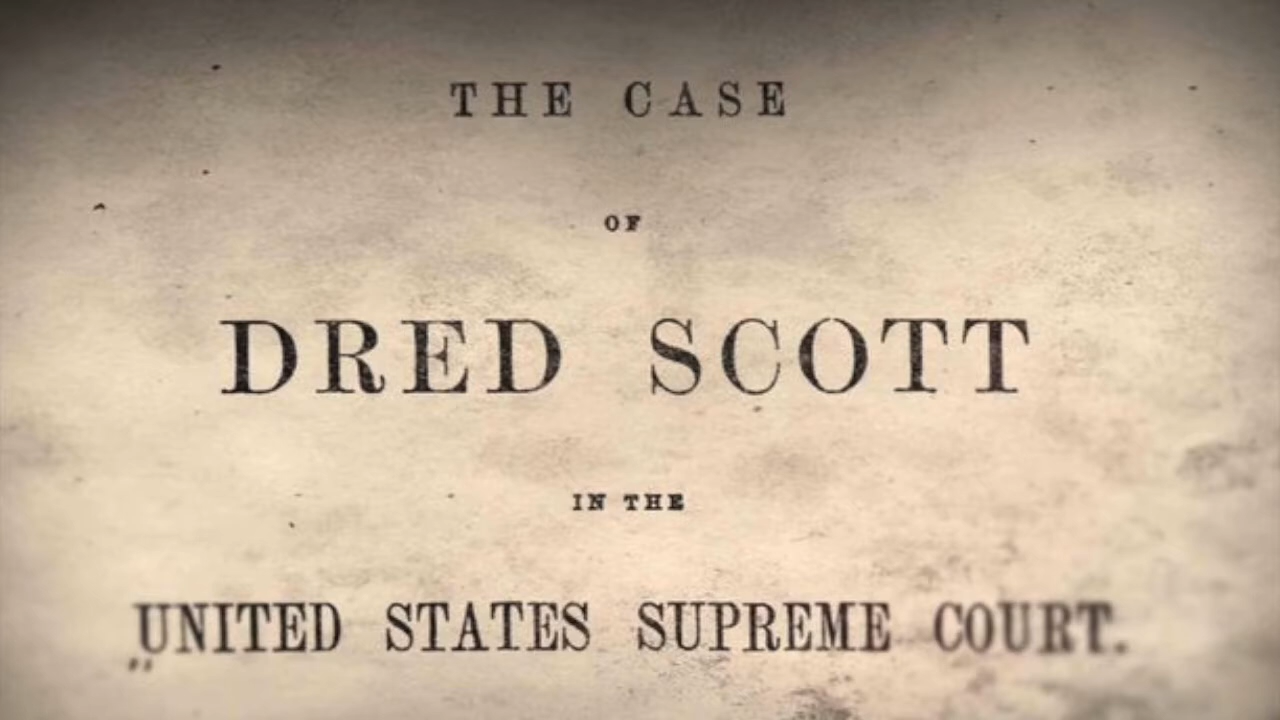 THE CASE
OF
DRED SCOTT
IN THE
UNITED STATES SUPREME COURT.